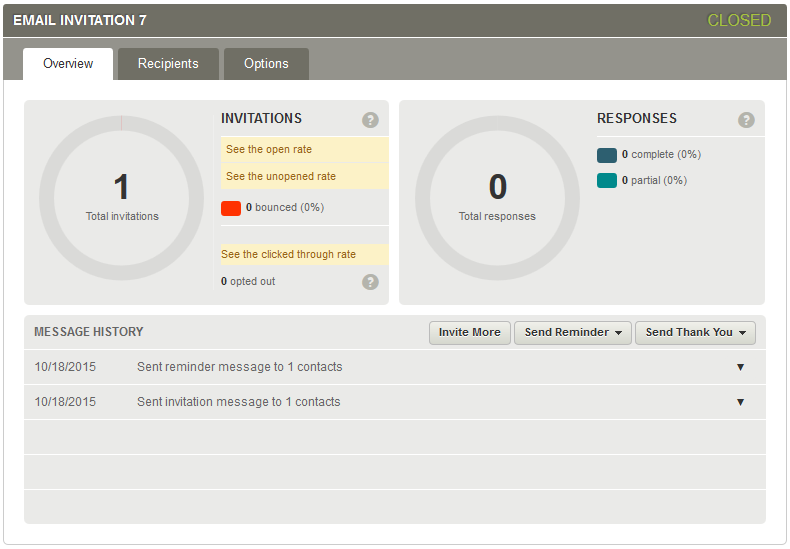 EMAIL INVITATION 7
CLOSED
Overview
Recipients
Options
1
Total invitations
INVITATIONS
?
See the open rate
See the unopened rate
0 bounced (0%)
See the clicked through rate
0 opted out
?
0
Total responses
RESPONSES
?
0 complete (0%)
0 partial (0%)
MESSAGE HISTORY
Invite More
Send Reminder
Send Thank You
10/18/2015 Sent reminder message to 1 contacts
10/18/2015 Sent invitation message to 1 contacts